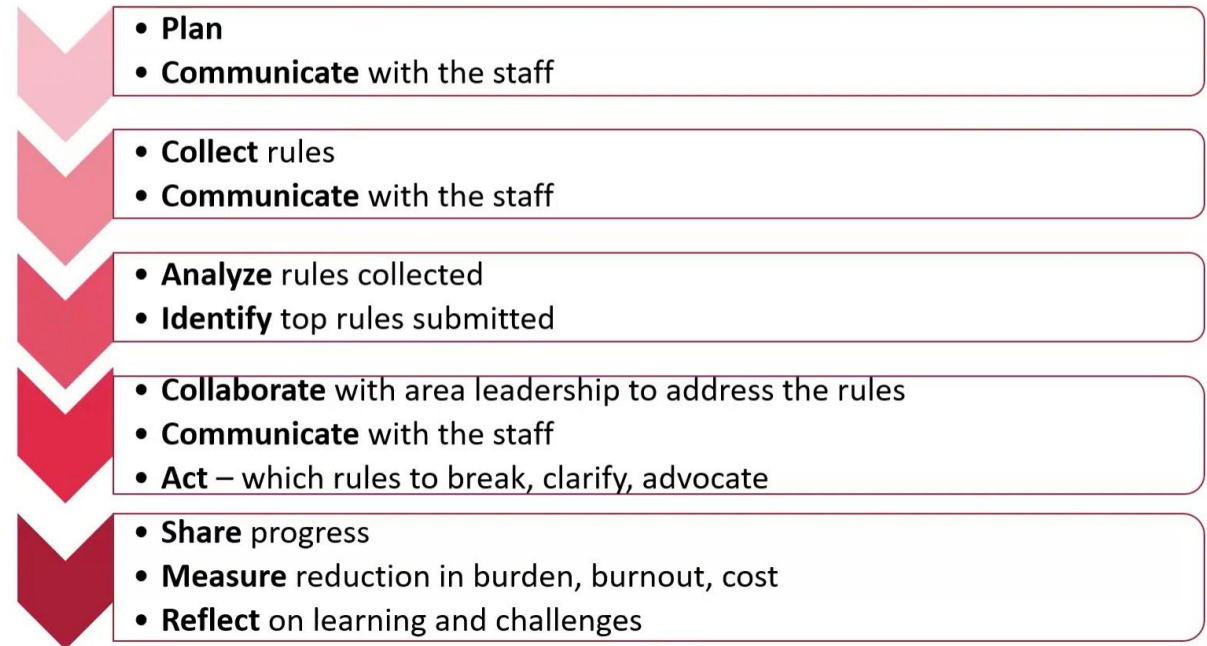 • Plan
• Communicate with the staff
• Collect rules
• Communicate with the staff
• Analyze rules collected
• Identify top rules submitted
• Collaborate with area leadership to address the rules
• Communicate with the staff
• Act – which rules to break, clarify, advocate
• Share progress
• Measure reduction in burden, burnout, cost
• Reflect on learning and challenges